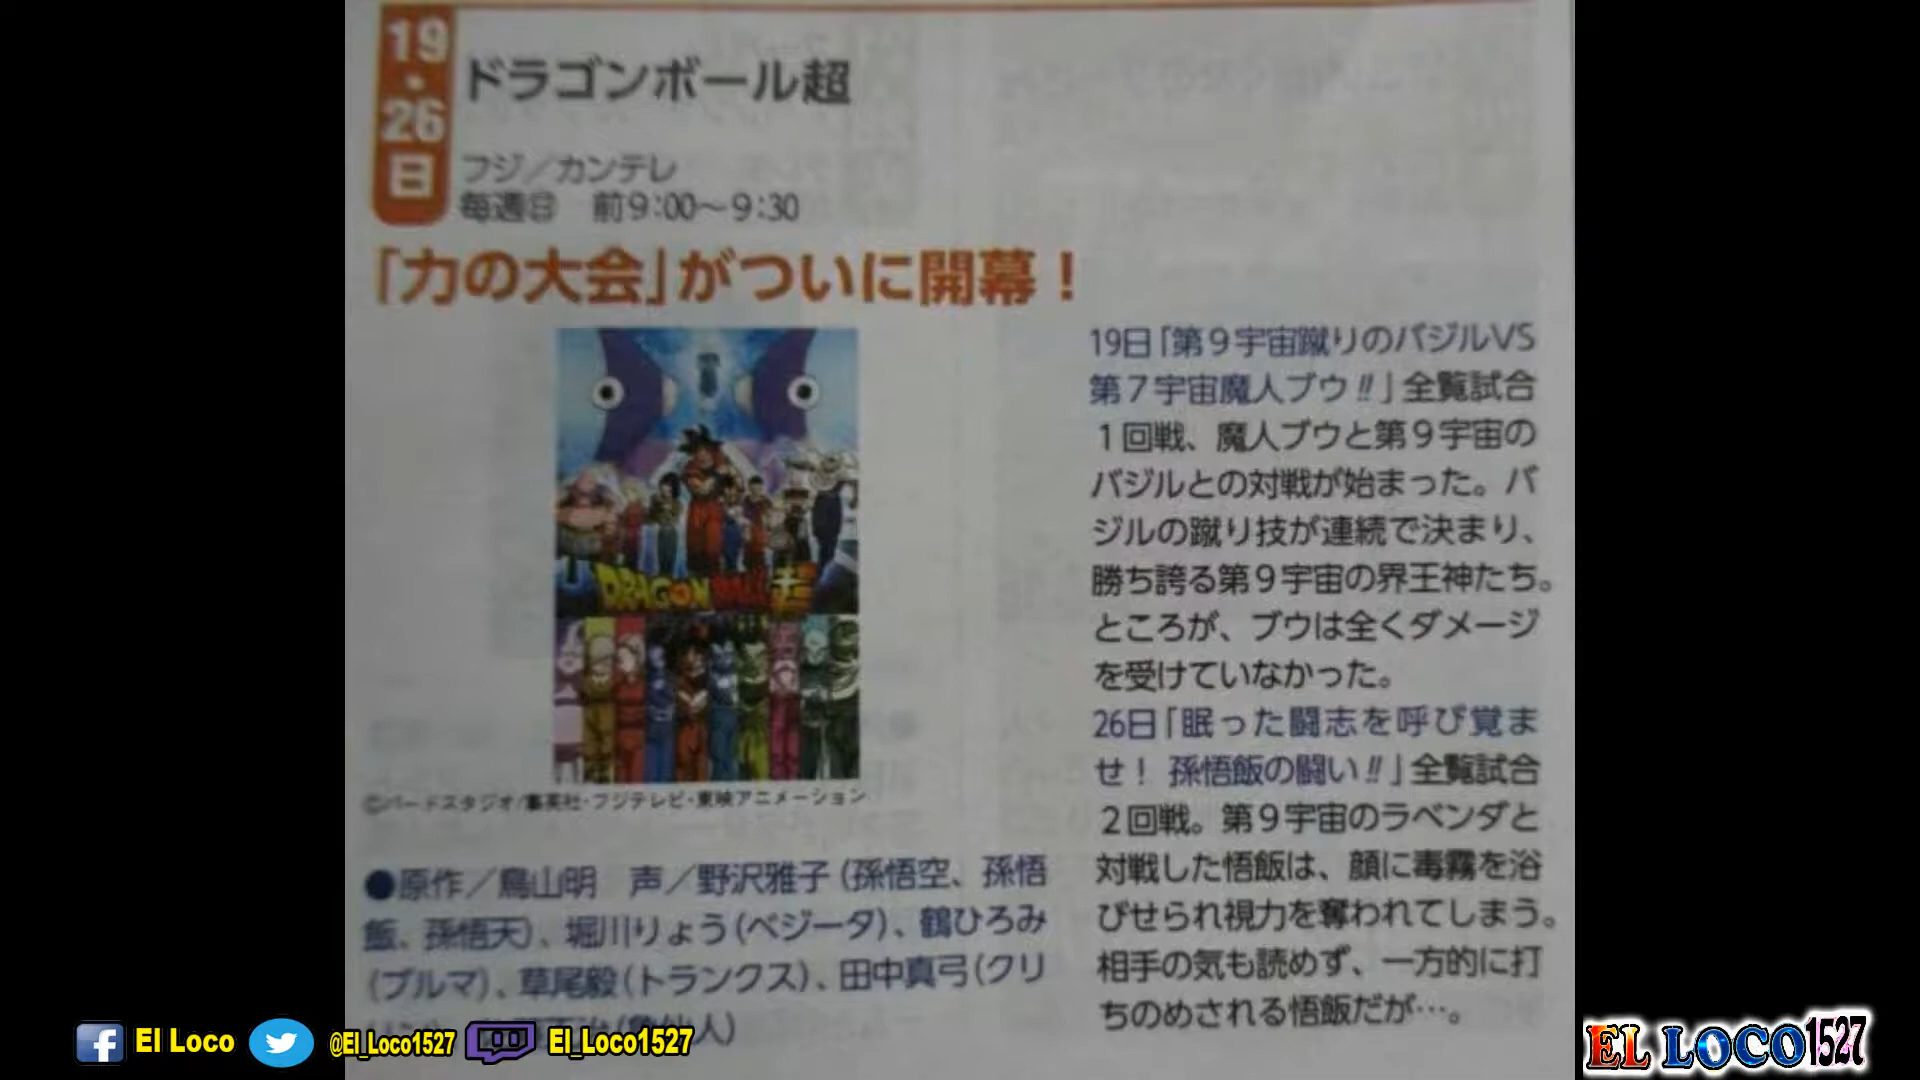 19・26日
ドラゴンボール超
フジ／カンテレ
毎週日 前9:00〜9:30
「力の大会」がついに開幕！
DRAGON BALL超
©バードスタジオ/集英社・フジテレビ・東映アニメーション
●原作／鳥山明 声／野沢雅子（孫悟空、孫悟
飯、孫悟天）、堀川りょう（ベジータ）、鶴ひろみ
（ブルマ）、草尾毅（トランクス）、田中真弓（クリ
19日「第９宇宙蹴りのバジルVS
第７宇宙魔人ブウ!!」全覧試合
１回戦、魔人ブウと第９宇宙の
バジルとの対戦が始まった。バ
ジルの蹴り技が連続で決まり、
勝ち誇る第９宇宙の界王神たち。
ところが、ブウは全くダメージ
を受けていなかった。
26日「眠った闘志を呼び覚ま
せ！ 孫悟飯の闘い!!」全覧試合
２回戦。第９宇宙のラベンダと
対戦した悟飯は、顔に毒霧を浴
びせられ視力を奪われてしまう。
相手の気も読めず、一方的に打
ちのめされる悟飯だが…。
El Loco @El_Loco1527 El_Loco1527
EL LOCO1527